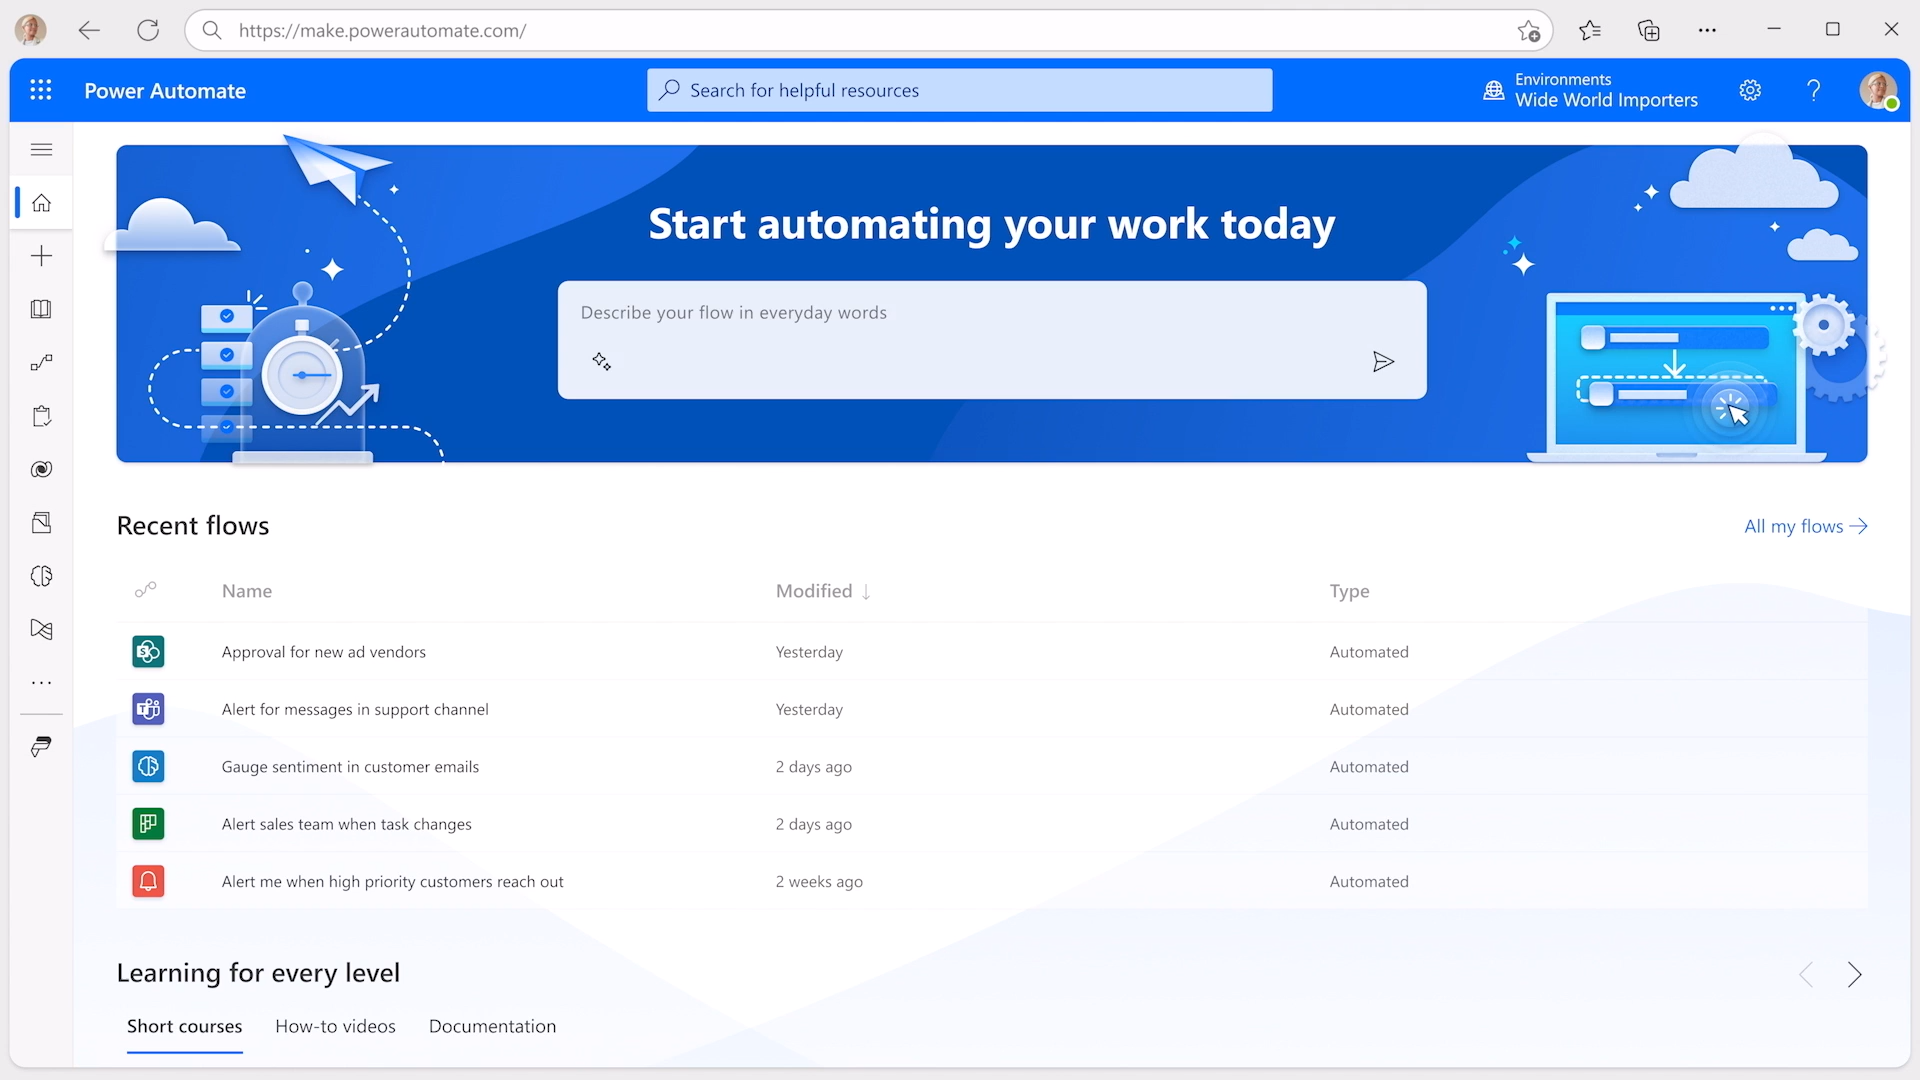 https://make.powerautomate.com/
Power Automate
Search for helpful resources
Environments
Wide World Importers
Start automating your work today
Describe your flow in everyday words
Recent flows
All my flows
Name Modified Type
Approval for new ad vendors Yesterday Automated
Alert for messages in support channel Yesterday Automated
Gauge sentiment in customer emails 2 days ago Automated
Alert sales team when task changes 2 days ago Automated
Alert me when high priority customers reach out 2 weeks ago Automated
Learning for every level
Short courses How-to videos Documentation